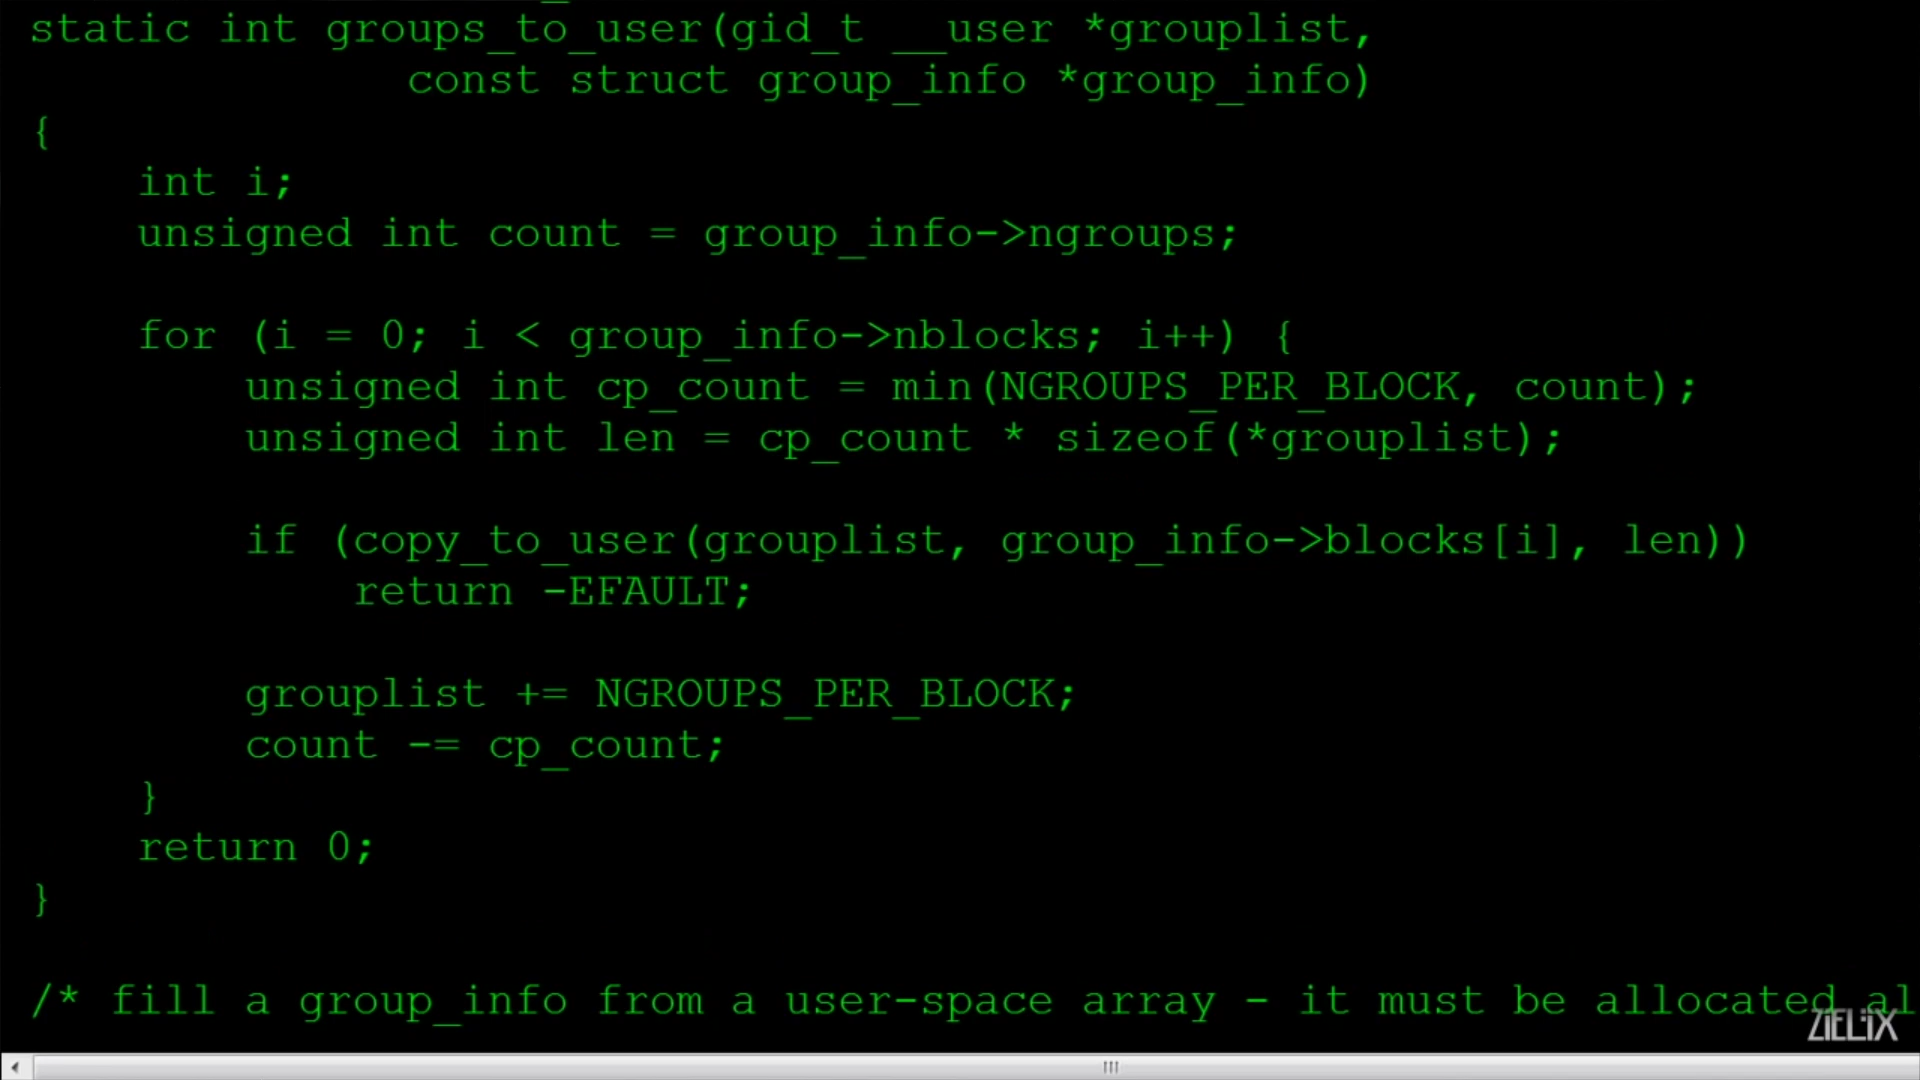 static int groups_to_user(gid_t __user *grouplist,
const struct group_info *group_info)
{
int i;
unsigned int count = group_info->ngroups;
for (i = 0; i < group_info->nblocks; i++) {
unsigned int cp_count = min(NGROUPS_PER_BLOCK, count);
unsigned int len = cp_count * sizeof(*grouplist);
if (copy_to_user(grouplist, group_info->blocks[i], len))
return -EFAULT;
grouplist += NGROUPS_PER_BLOCK;
count -= cp_count;
}
return 0;
}
/* fill a group_info from a user-space array - it must be allocated al
ZiELiX